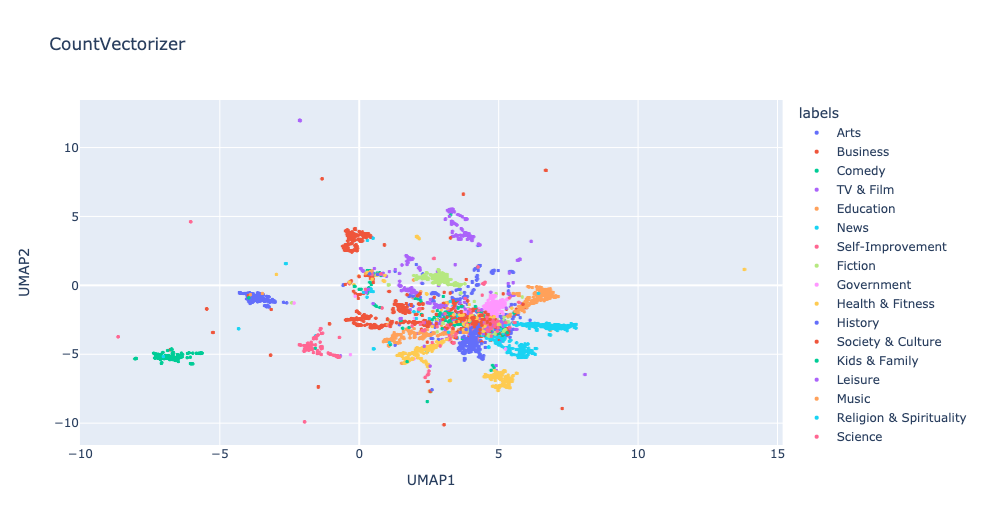 CountVectorizer
labels
Arts
Business
Comedy
TV & Film
Education
News
Self-Improvement
Fiction
Government
Health & Fitness
History
Society & Culture
Kids & Family
Leisure
Music
Religion & Spirituality
Science
10
5
0
−5
−10
UMAP2
−10 −5 0 5 10 15
UMAP1